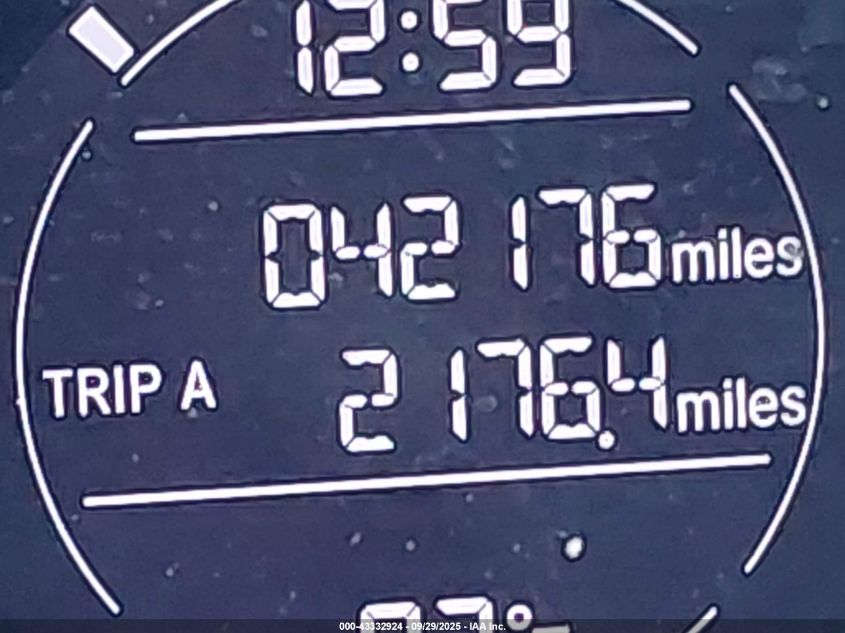 12:59
042176 miles
TRIP A 2176.4 miles
000-43332924 - 09/29/2025 - IAA Inc.